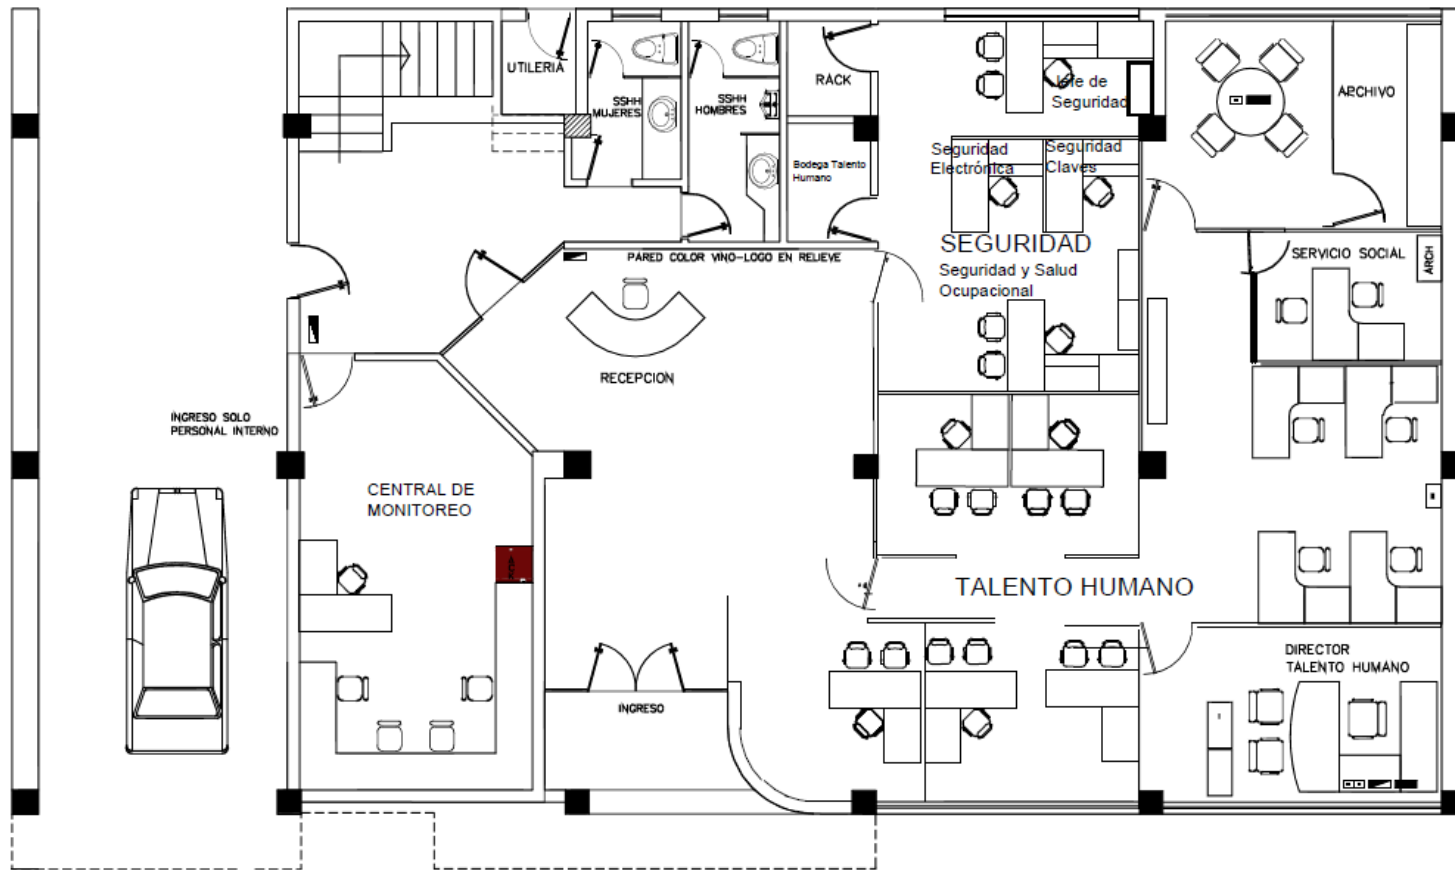 UTILERIA
SSHH
MUJERES
SSHH
HOMBRES
RACK
Jefe de
Seguridad
ARCHIVO
Bodega Talento
Humano
Seguridad
Electrónica
Seguridad
Claves
SEGURIDAD
Seguridad y Salud
Ocupacional
PARED COLOR VINO-LOGO EN RELIEVE
SERVICIO SOCIAL
ARCH
RECEPCION
INGRESO SOLO
PERSONAL INTERNO
CENTRAL DE
MONITOREO
TALENTO HUMANO
DIRECTOR
TALENTO HUMANO
INGRESO